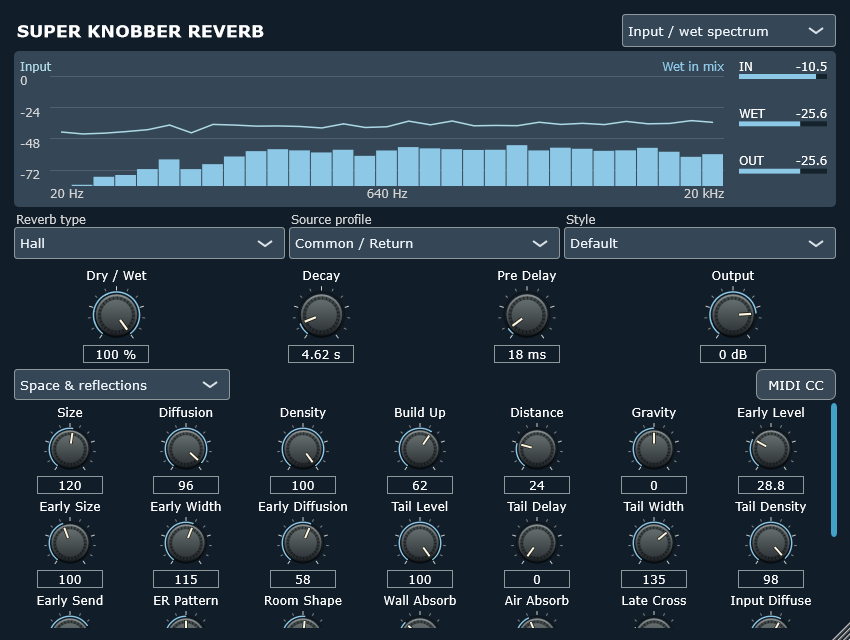 SUPER KNOBBER REVERB
Input / wet spectrum
Input
Wet in mix
0
-24
-48
-72
20 Hz
640 Hz
20 kHz
IN -10.5
WET -25.6
OUT -25.6
Reverb type
Source profile
Style
Hall
Common / Return
Default
Dry / Wet
Decay
Pre Delay
Output
100 %
4.62 s
18 ms
0 dB
Space & reflections
MIDI CC
Size
Diffusion
Density
Build Up
Distance
Gravity
Early Level
120
96
100
62
24
0
28.8
Early Size
Early Width
Early Diffusion
Tail Level
Tail Delay
Tail Width
Tail Density
100
115
58
100
0
135
98
Early Send
ER Pattern
Room Shape
Wall Absorb
Air Absorb
Late Cross
Input Diffuse